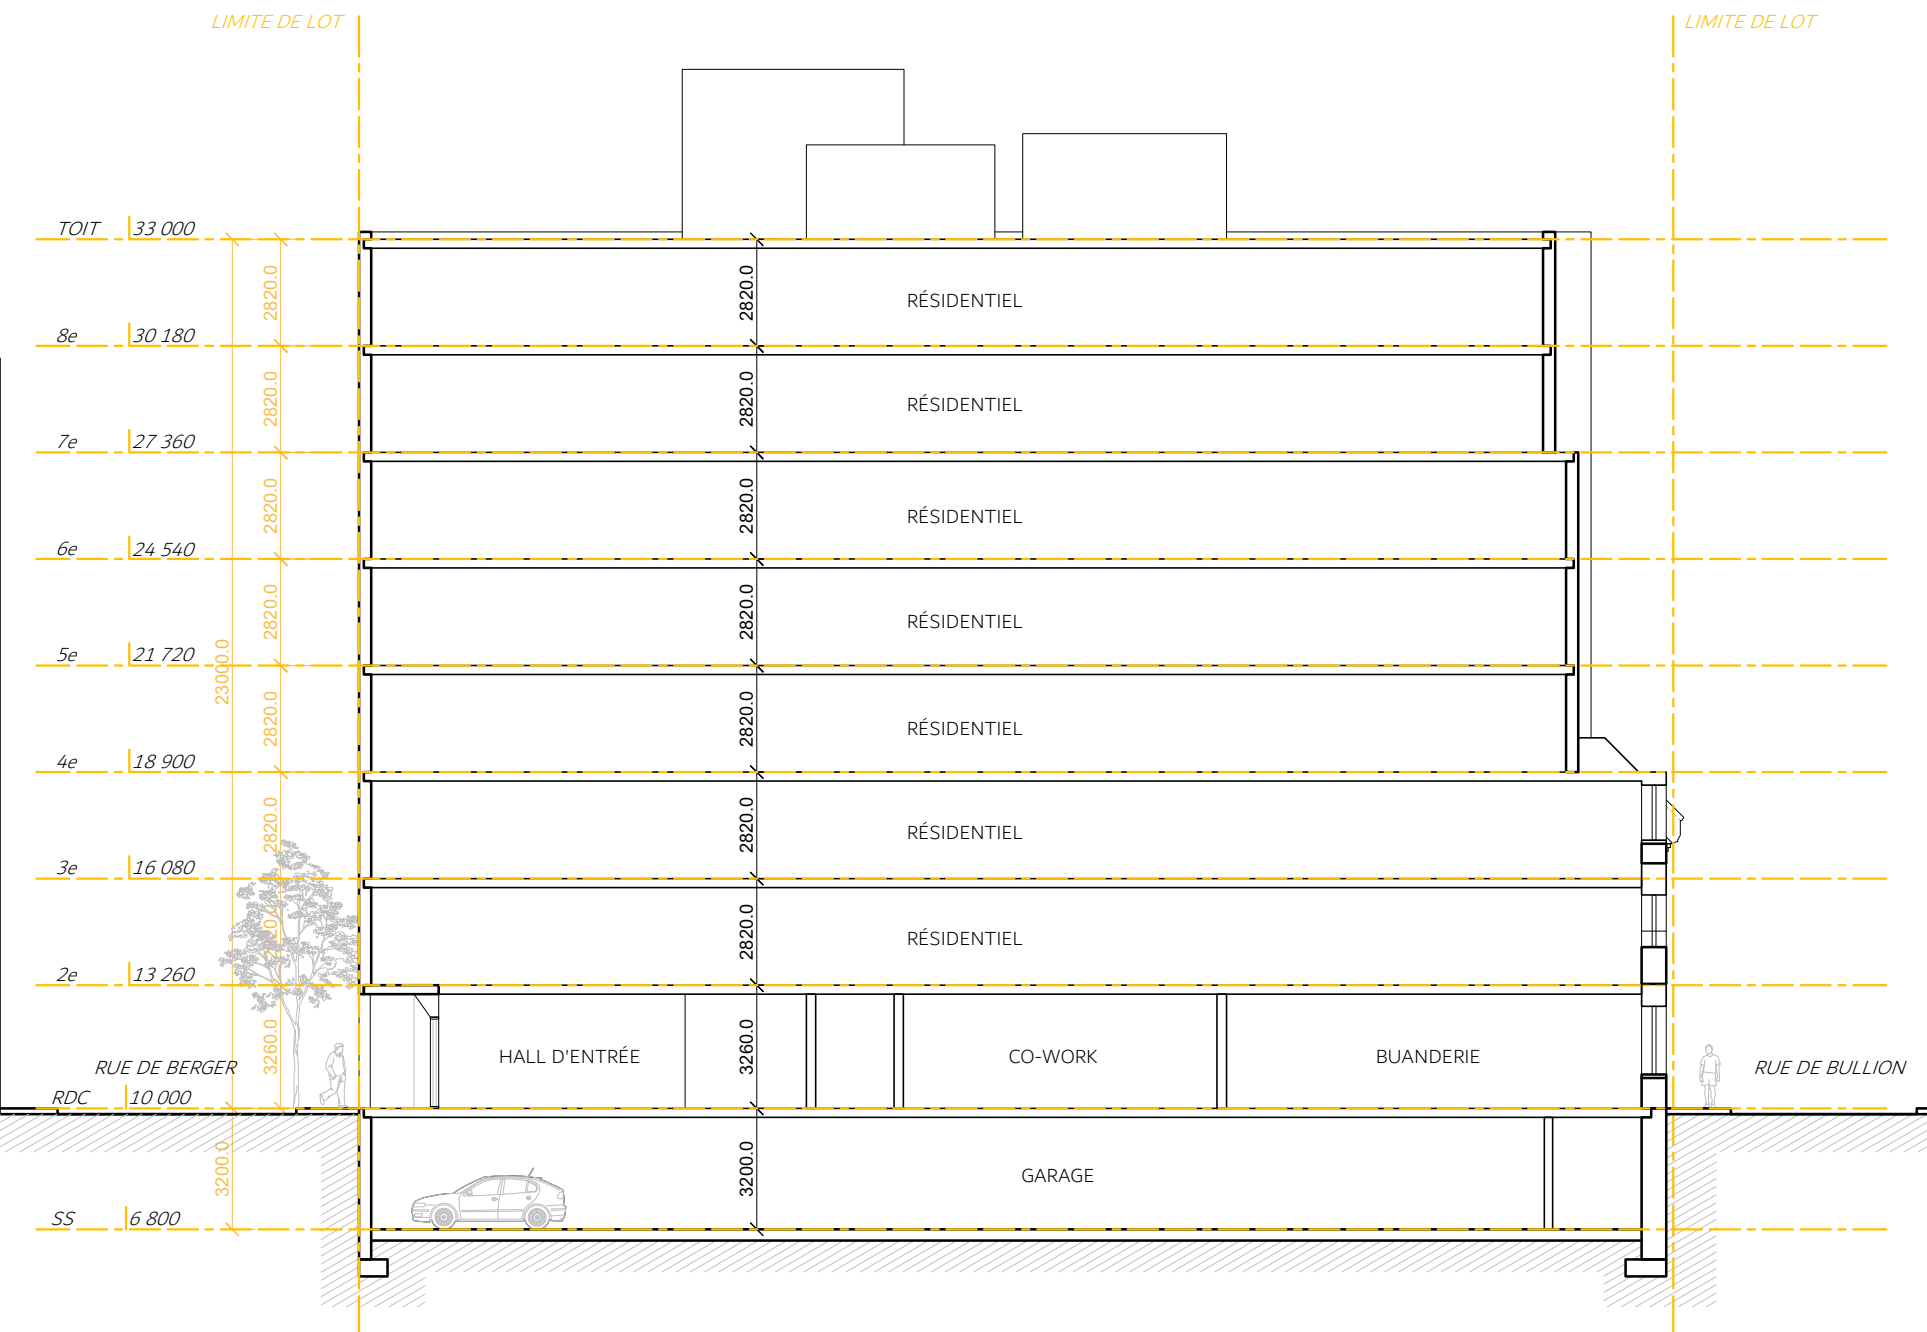 LIMITE DE LOT
LIMITE DE LOT
TOIT 33 000
2820.0
2820.0
RÉSIDENTIEL
8e 30 180
2820.0
2820.0
RÉSIDENTIEL
7e 27 360
2820.0
2820.0
RÉSIDENTIEL
6e 24 540
2820.0
2820.0
RÉSIDENTIEL
5e 21 720
23000.0
2820.0
2820.0
RÉSIDENTIEL
4e 18 900
2820.0
2820.0
RÉSIDENTIEL
3e 16 080
2820.0
2820.0
RÉSIDENTIEL
2e 13 260
3260.0
3260.0
HALL D'ENTRÉE
CO-WORK
BUANDERIE
RUE DE BERGER
RUE DE BULLION
RDC 10 000
3200.0
3200.0
GARAGE
SS 6 800